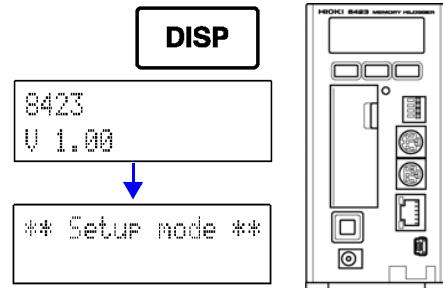 DISP
8423
V 1.00
** Setup mode **
HIOKI 8423 MEMORY HiLOGGER